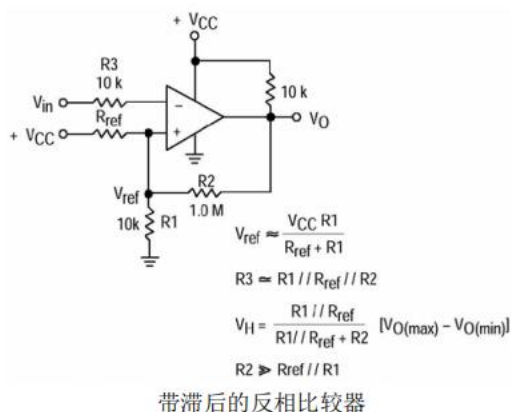 + VCC
R3
10 k
10 k
Vin
−
VO
Rref
+ VCC
+
Vref
R2
10k
R1
1.0 M
Vref ≈ VCC R1 / Rref + R1
R3 ≃ R1 // Rref // R2
VH = R1 // Rref / R1// Rref + R2 [VO(max) − VO(min)]
R2 ≫ Rref // R1
带滞后的反相比较器